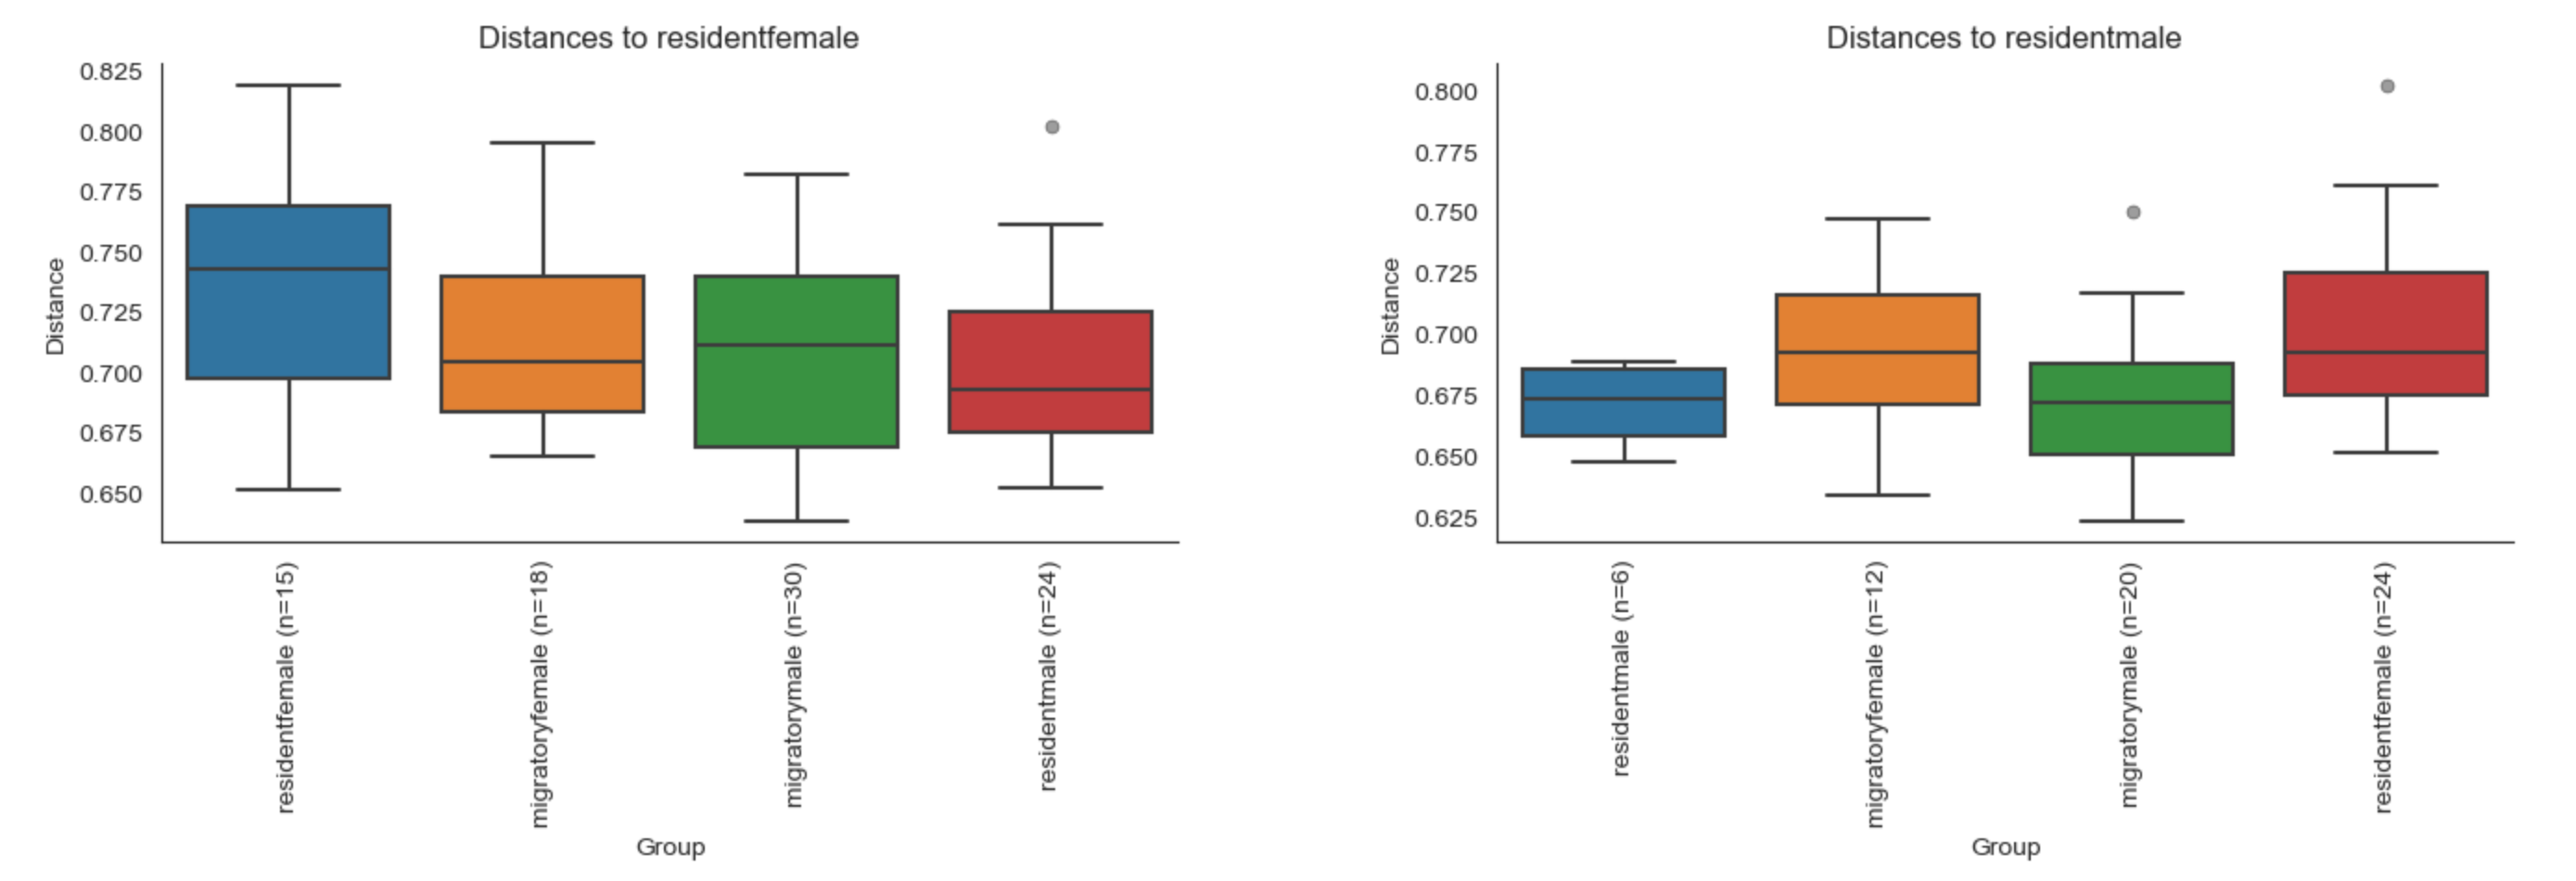 Distances to residentfemale
0.825
0.800
0.775
0.750
0.725
0.700
0.675
0.650
Distance
residentfemale (n=15)
migratoryfemale (n=18)
migratorymale (n=30)
residentmale (n=24)
Group
Distances to residentmale
0.800
0.775
0.750
0.725
0.700
0.675
0.650
0.625
Distance
residentmale (n=6)
migratoryfemale (n=12)
migratorymale (n=20)
residentfemale (n=24)
Group